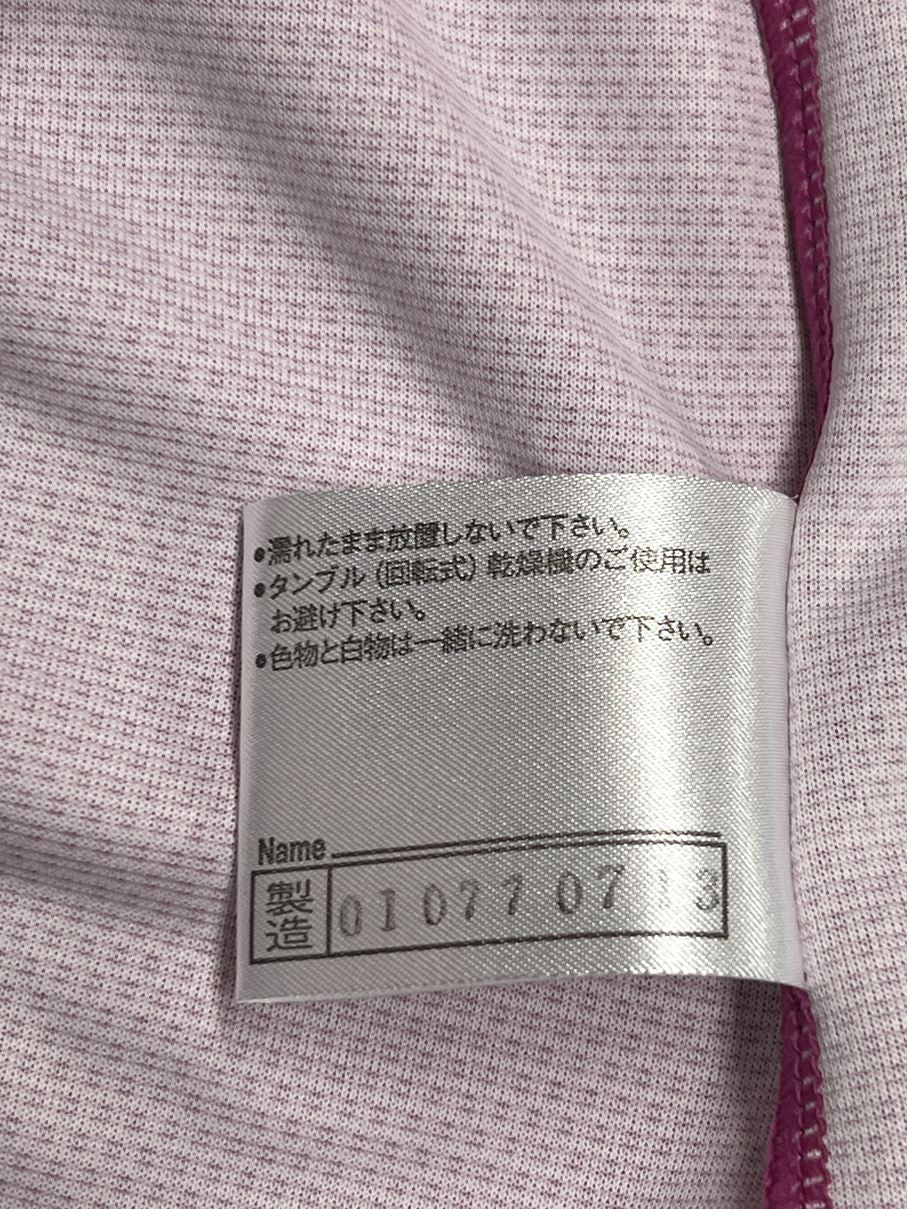 •濡れたまま放置しないで下さい。
•タンブル(回転式)乾燥機のご使用は
お避け下さい。
•色物と白物は一緒に洗わないで下さい。
Name
製造 010770713